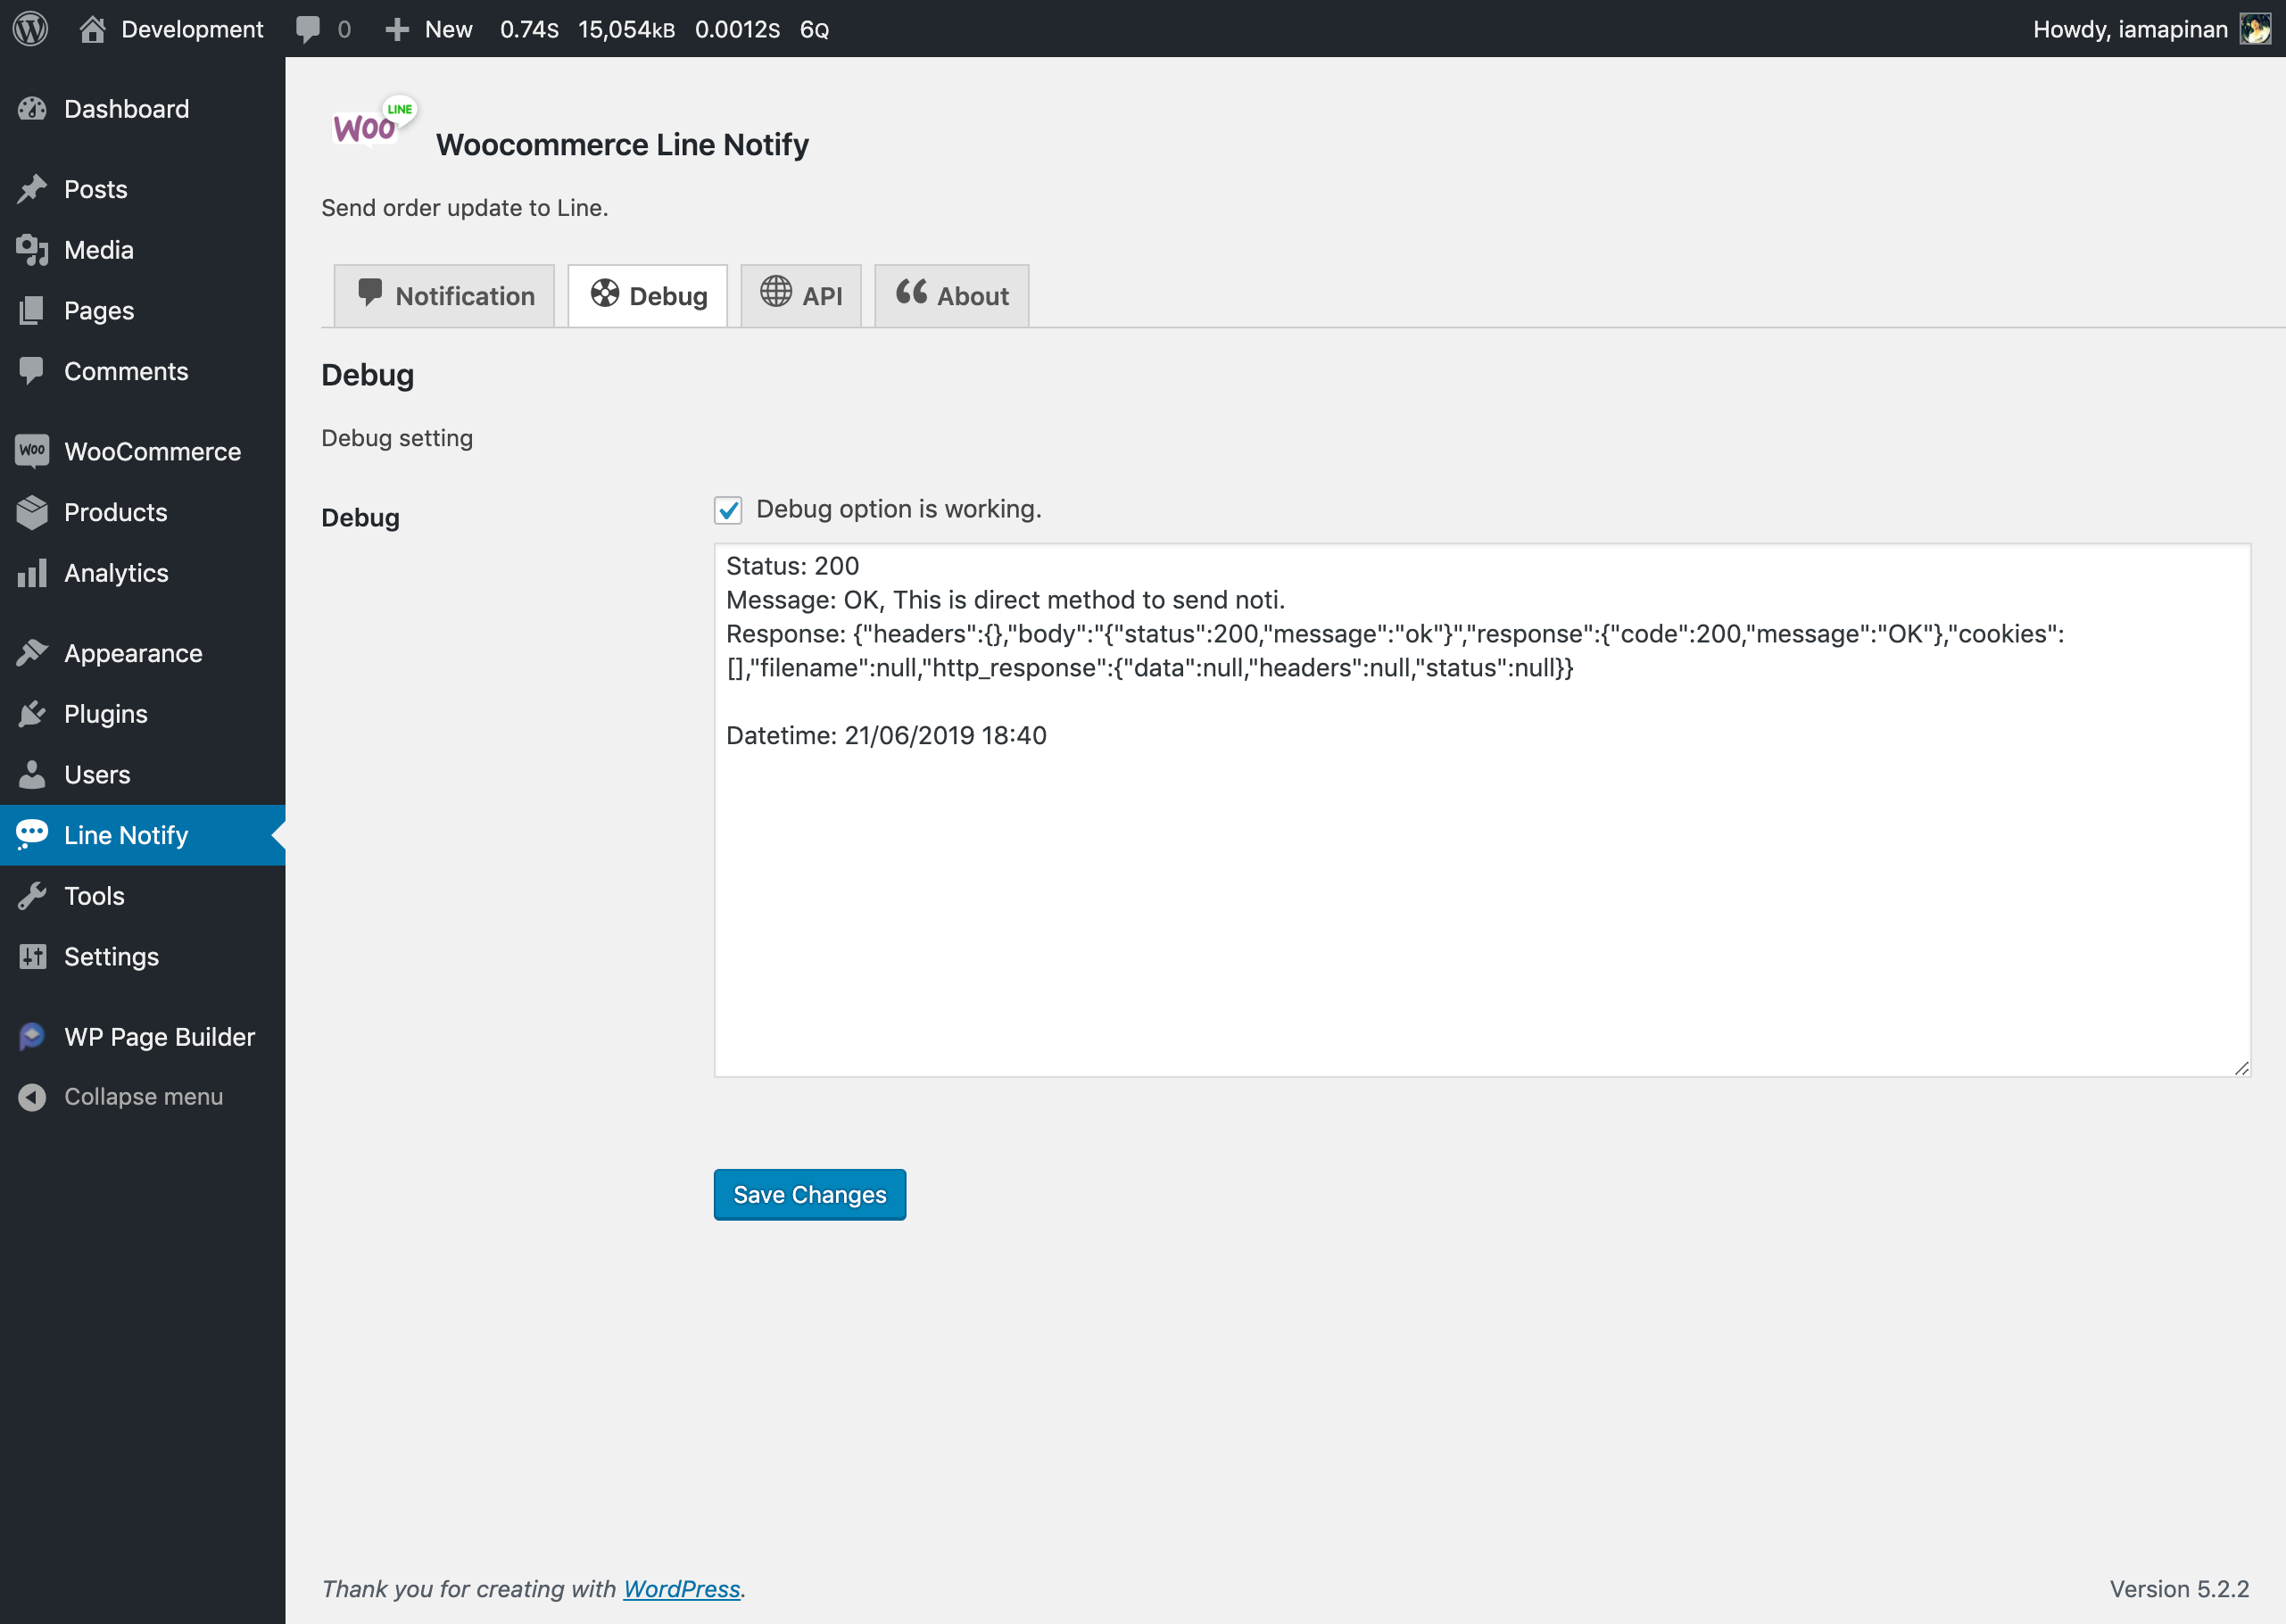 Development 0 New 0.74S 15,054KB 0.0012S 6Q Howdy, iamapinan
Dashboard
Posts
Media
Pages
Comments
Woo WooCommerce
Products
Analytics
Appearance
Plugins
Users
Line Notify
Tools
Settings
WP Page Builder
Collapse menu
Woo LINE
Woocommerce Line Notify
Send order update to Line.
Notification Debug API About
Debug
Debug setting
Debug
Debug option is working.
Status: 200
Message: OK, This is direct method to send noti.
Response: {"headers":{},"body":"{"status":200,"message":"ok"}","response":{"code":200,"message":"OK"},"cookies":
[],"filename":null,"http_response":{"data":null,"headers":null,"status":null}}
Datetime: 21/06/2019 18:40
Save Changes
Thank you for creating with WordPress. Version 5.2.2